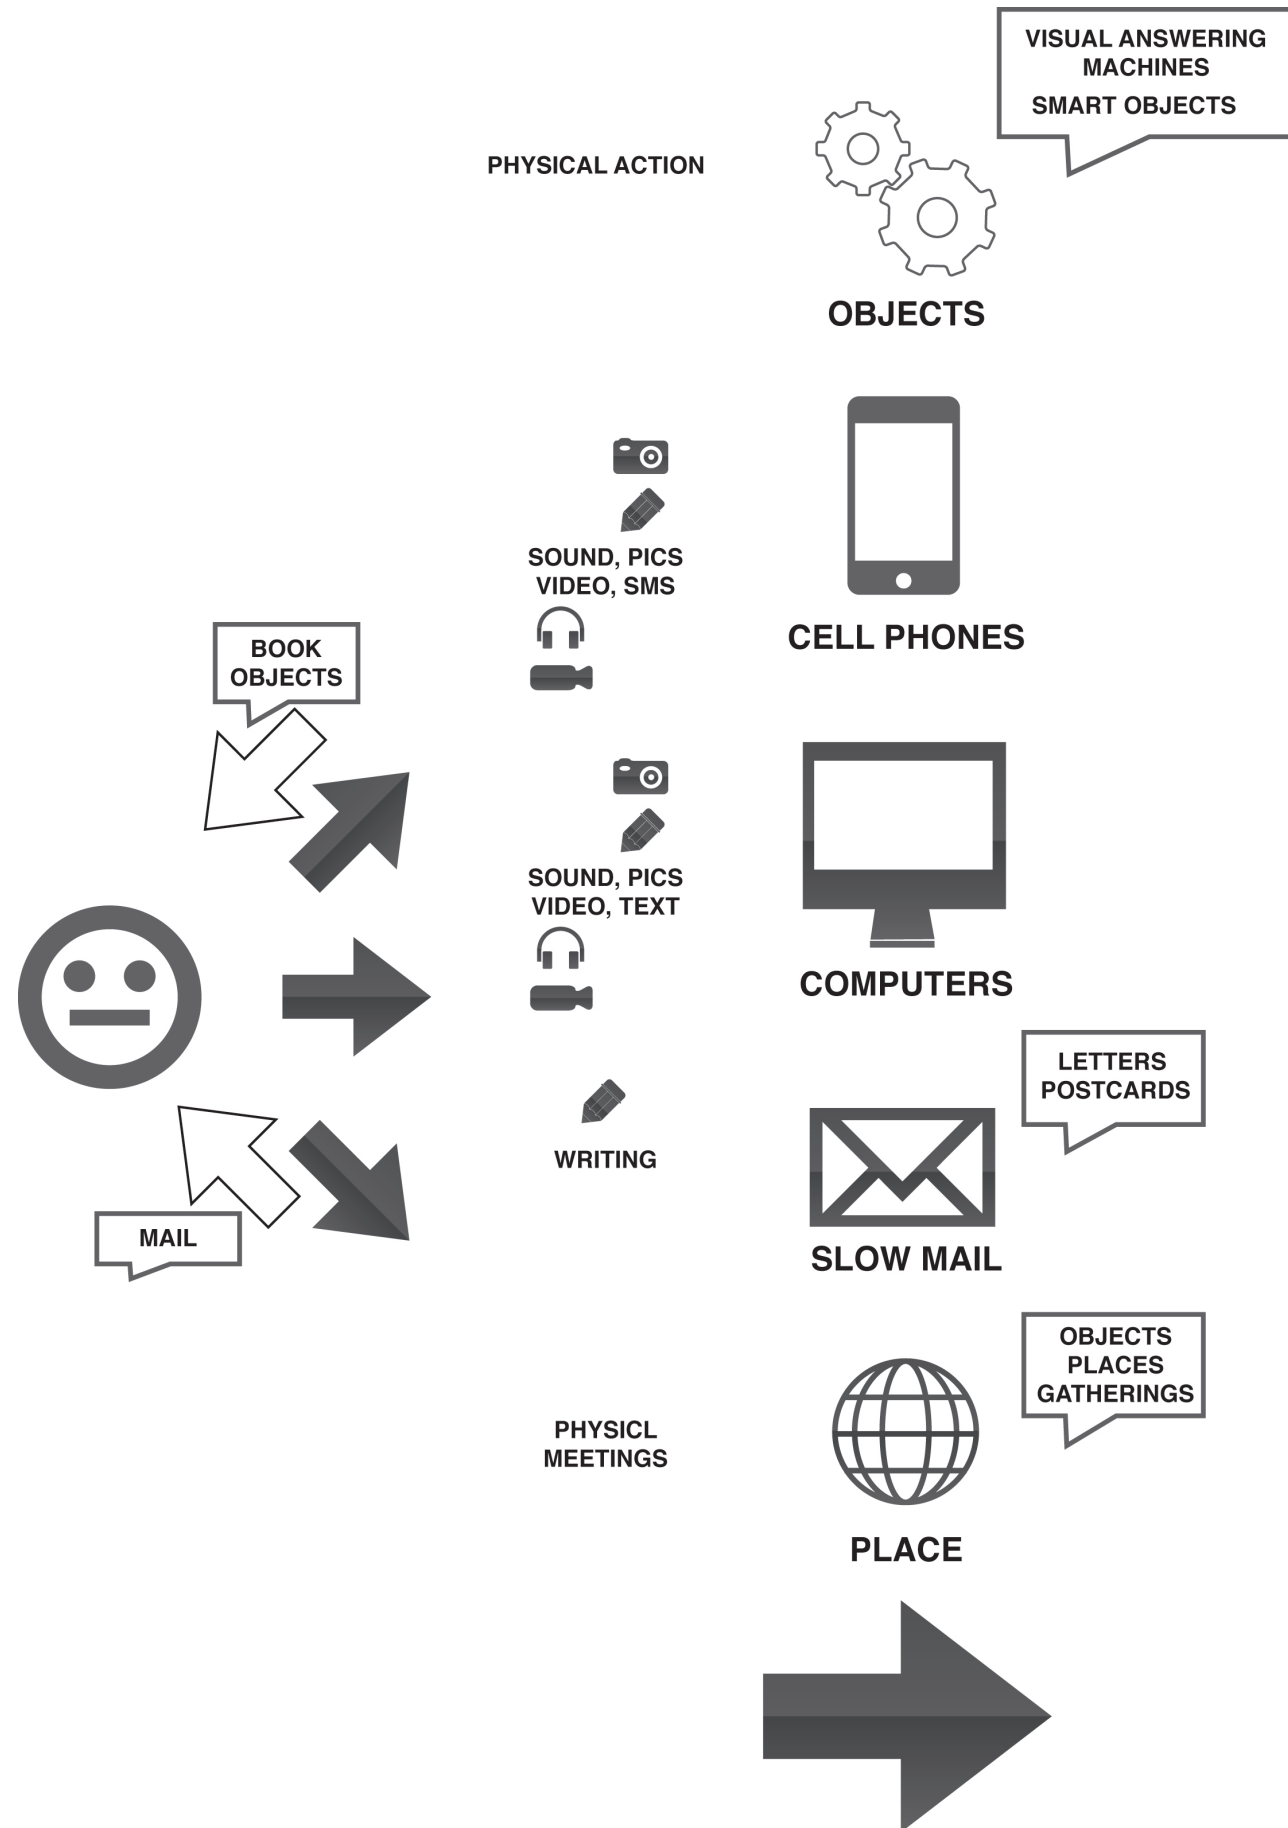 VISUAL ANSWERING
MACHINES
SMART OBJECTS
PHYSICAL ACTION
OBJECTS
SOUND, PICS
VIDEO, SMS
CELL PHONES
BOOK
OBJECTS
SOUND, PICS
VIDEO, TEXT
COMPUTERS
LETTERS
POSTCARDS
WRITING
MAIL
SLOW MAIL
OBJECTS
PLACES
GATHERINGS
PHYSICL
MEETINGS
PLACE